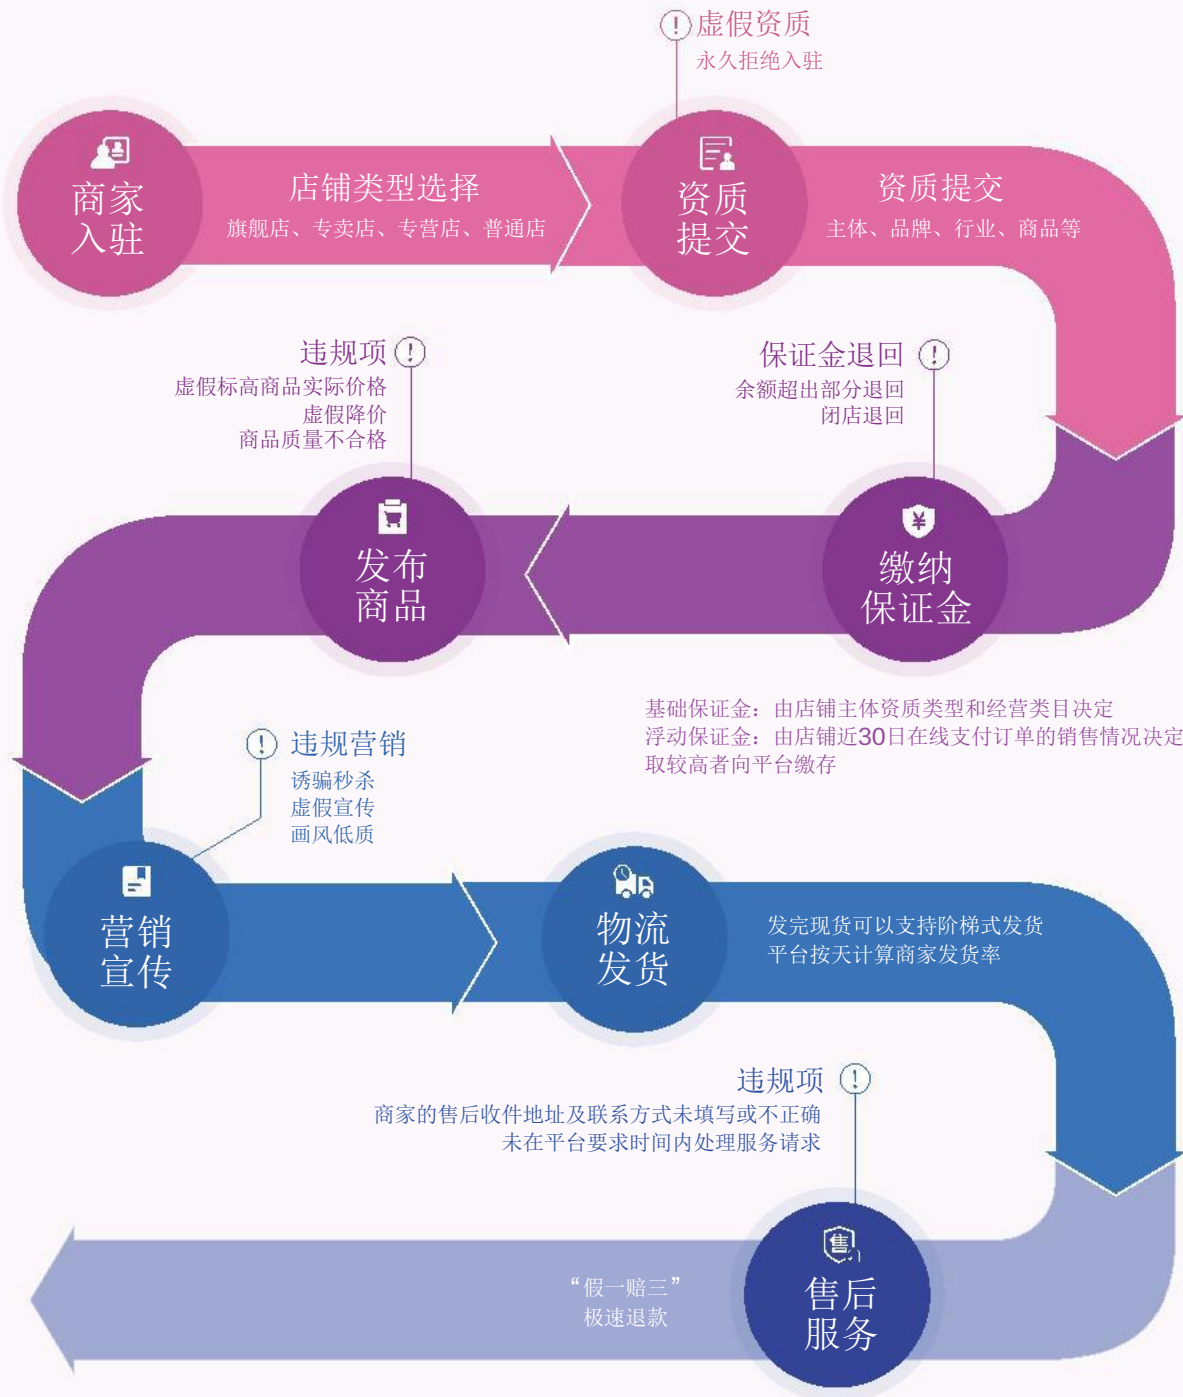 虚假资质
永久拒绝入驻
商家
入驻
店铺类型选择
旗舰店、专卖店、专营店、普通店
资质
提交
资质提交
主体、品牌、行业、商品等
违规项
虚假标高商品实际价格
虚假降价
商品质量不合格
保证金退回
余额超出部分退回
闭店退回
发布
商品
缴纳
保证金
基础保证金：由店铺主体资质类型和经营类目决定
浮动保证金：由店铺近30日在线支付订单的销售情况决定
取较高者向平台缴存
违规营销
诱骗秒杀
虚假宣传
画风低质
营销
宣传
物流
发货
发完现货可以支持阶梯式发货
平台按天计算商家发货率
违规项
商家的售后收件地址及联系方式未填写或不正确
未在平台要求时间内处理服务请求
“假一赔三”
极速退款
售
售后
服务